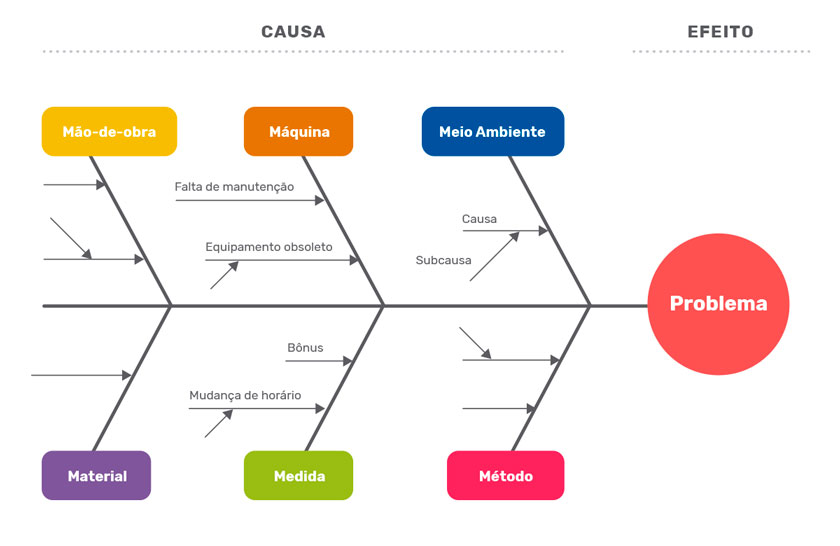 CAUSA
EFEITO
Mão-de-obra
Máquina
Meio Ambiente
Falta de manutenção
Causa
Equipamento obsoleto
Subcausa
Problema
Bônus
Mudança de horário
Material
Medida
Método